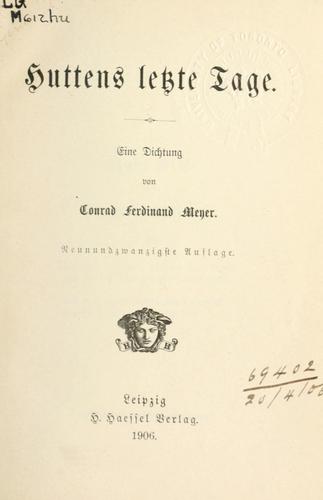 LG
M612hu
Huttens letzte Tage.
Eine Dichtung
von
Conrad Ferdinand Meyer.
Neunundzwanzigste Auflage.
H H
69402
20/4/06
Leipzig
H. Haessel Verlag.
1906.